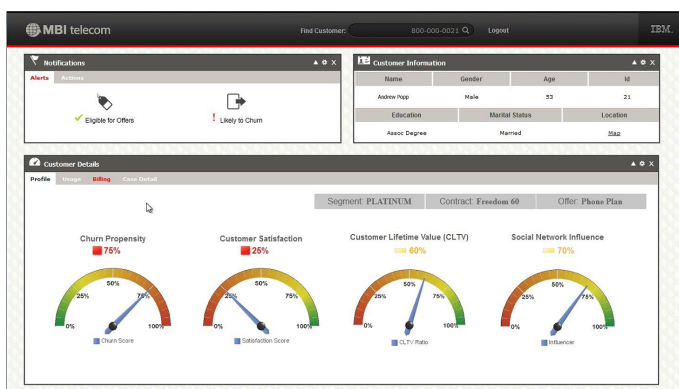 MBI telecom
Find Customer: 800-000-0021 Logout IBM.
Notifications
Alerts Actions
Eligible for Offers
! Likely to Churn
Customer Information
Name Gender Age Id
Andrew Popp Male 53 21
Education Marital Status Location
Assoc Degree Married Map
Customer Details
Profile Usage Billing Case Detail
Segment: PLATINUM Contract: Freedom 60 Offer: Phone Plan
Churn Propensity
75%
0% 25% 50% 75% 100%
Churn Score
Customer Satisfaction
25%
0% 25% 50% 75% 100%
Satisfaction Score
Customer Lifetime Value (CLTV)
60%
0% 25% 50% 75% 100%
CLTV Ratio
Social Network Influence
70%
0% 25% 50% 75% 100%
Influencer